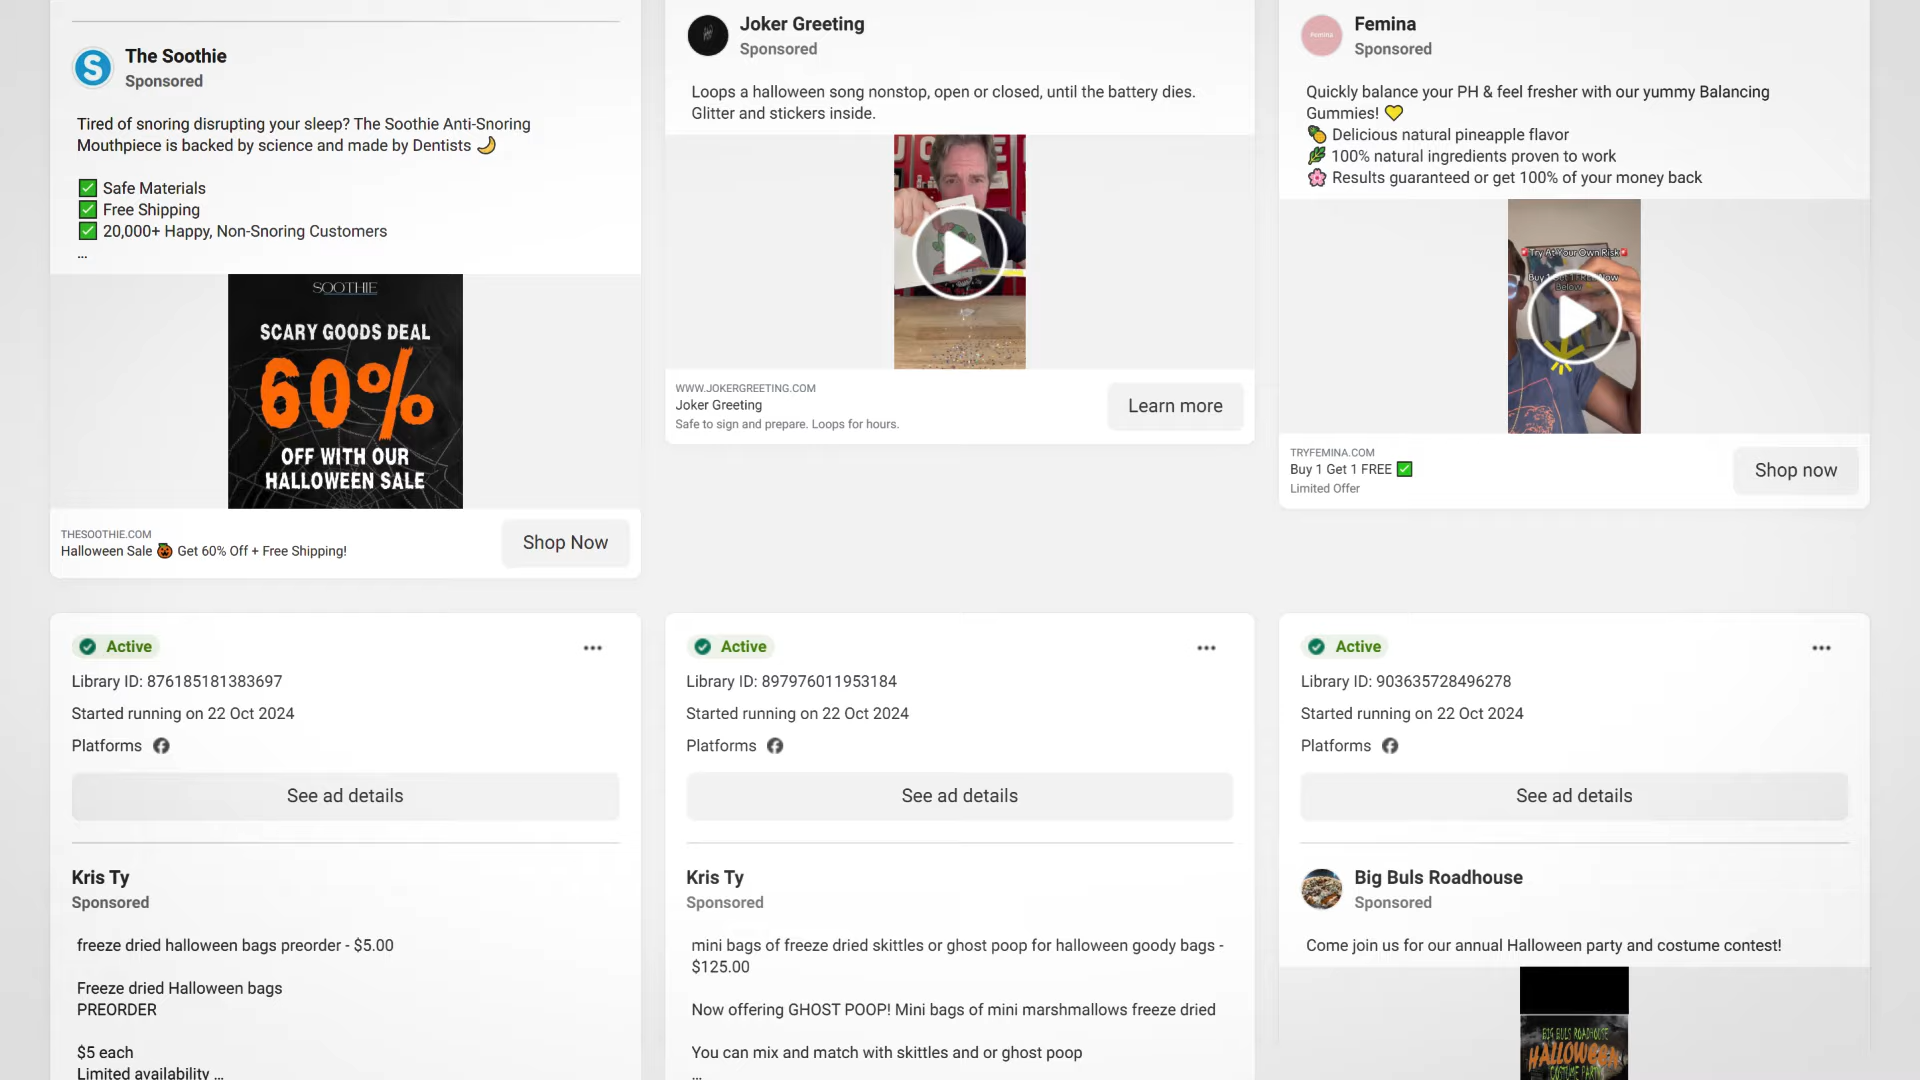 The Soothie
Sponsored
Tired of snoring disrupting your sleep? The Soothie Anti-Snoring
Mouthpiece is backed by science and made by Dentists 🌙
✅ Safe Materials
✅ Free Shipping
✅ 20,000+ Happy, Non-Snoring Customers
...
SOOTHIE
SCARY GOODS DEAL
60%
OFF WITH OUR
HALLOWEEN SALE
THESOOTHIE.COM
Halloween Sale 🎃 Get 60% Off + Free Shipping!
Shop Now
Joker Greeting
Sponsored
Loops a halloween song nonstop, open or closed, until the battery dies.
Glitter and stickers inside.
WWW.JOKERGREETING.COM
Joker Greeting
Safe to sign and prepare. Loops for hours.
Learn more
Femina
Femina
Sponsored
Quickly balance your PH & feel fresher with our yummy Balancing
Gummies! 💛
🍍 Delicious natural pineapple flavor
🌿 100% natural ingredients proven to work
🌸 Results guaranteed or get 100% of your money back
Try At Your Own Risk
Buy 1
Below
TRYFEMINA.COM
Buy 1 Get 1 FREE ✅
Limited Offer
Shop now
Active
Library ID: 876185181383697
Started running on 22 Oct 2024
Platforms
See ad details
Kris Ty
Sponsored
freeze dried halloween bags preorder - $5.00
Freeze dried Halloween bags
PREORDER
$5 each
Limited availability ...
Active
Library ID: 897976011953184
Started running on 22 Oct 2024
Platforms
See ad details
Kris Ty
Sponsored
mini bags of freeze dried skittles or ghost poop for halloween goody bags -
$125.00
Now offering GHOST POOP! Mini bags of mini marshmallows freeze dried
You can mix and match with skittles and or ghost poop
...
Active
Library ID: 903635728496278
Started running on 22 Oct 2024
Platforms
See ad details
Big Buls Roadhouse
Sponsored
Come join us for our annual Halloween party and costume contest!
BIG BULS ROADHOUSE
HALLOWEEN
COSTUME PARTY